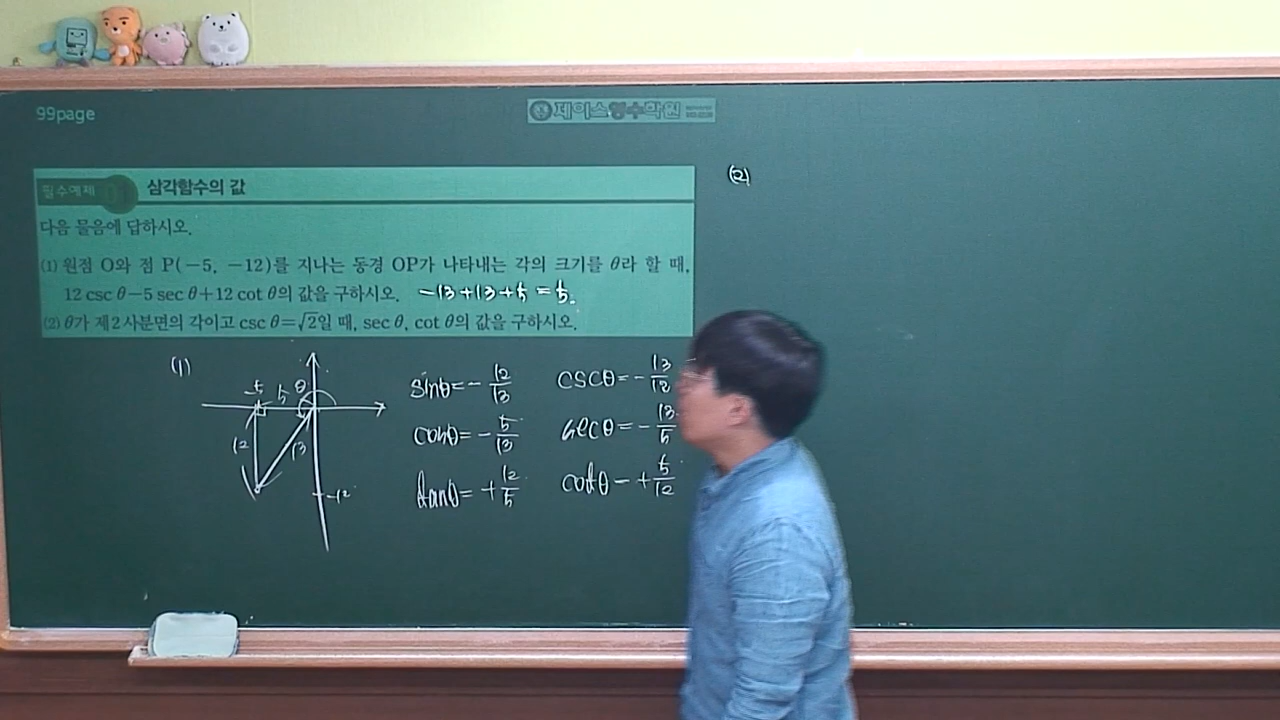 99page
제이스영수학원
필수예제 01 삼각함수의 값
다음 물음에 답하시오.
(1) 원점 O와 점 P(−5, −12)를 지나는 동경 OP가 나타내는 각의 크기를 θ라 할 때,
12 csc θ−5 sec θ+12 cot θ의 값을 구하시오. −13+13+5=5.
(2) θ가 제2사분면의 각이고 csc θ=√2일 때, sec θ, cot θ의 값을 구하시오.
(1)
-5 5 θ
12 13
-12
sinθ=-12/13 cscθ=-13/12
cosθ=-5/13 secθ=-13/5
tanθ=+12/5 cotθ=+5/12
(2)